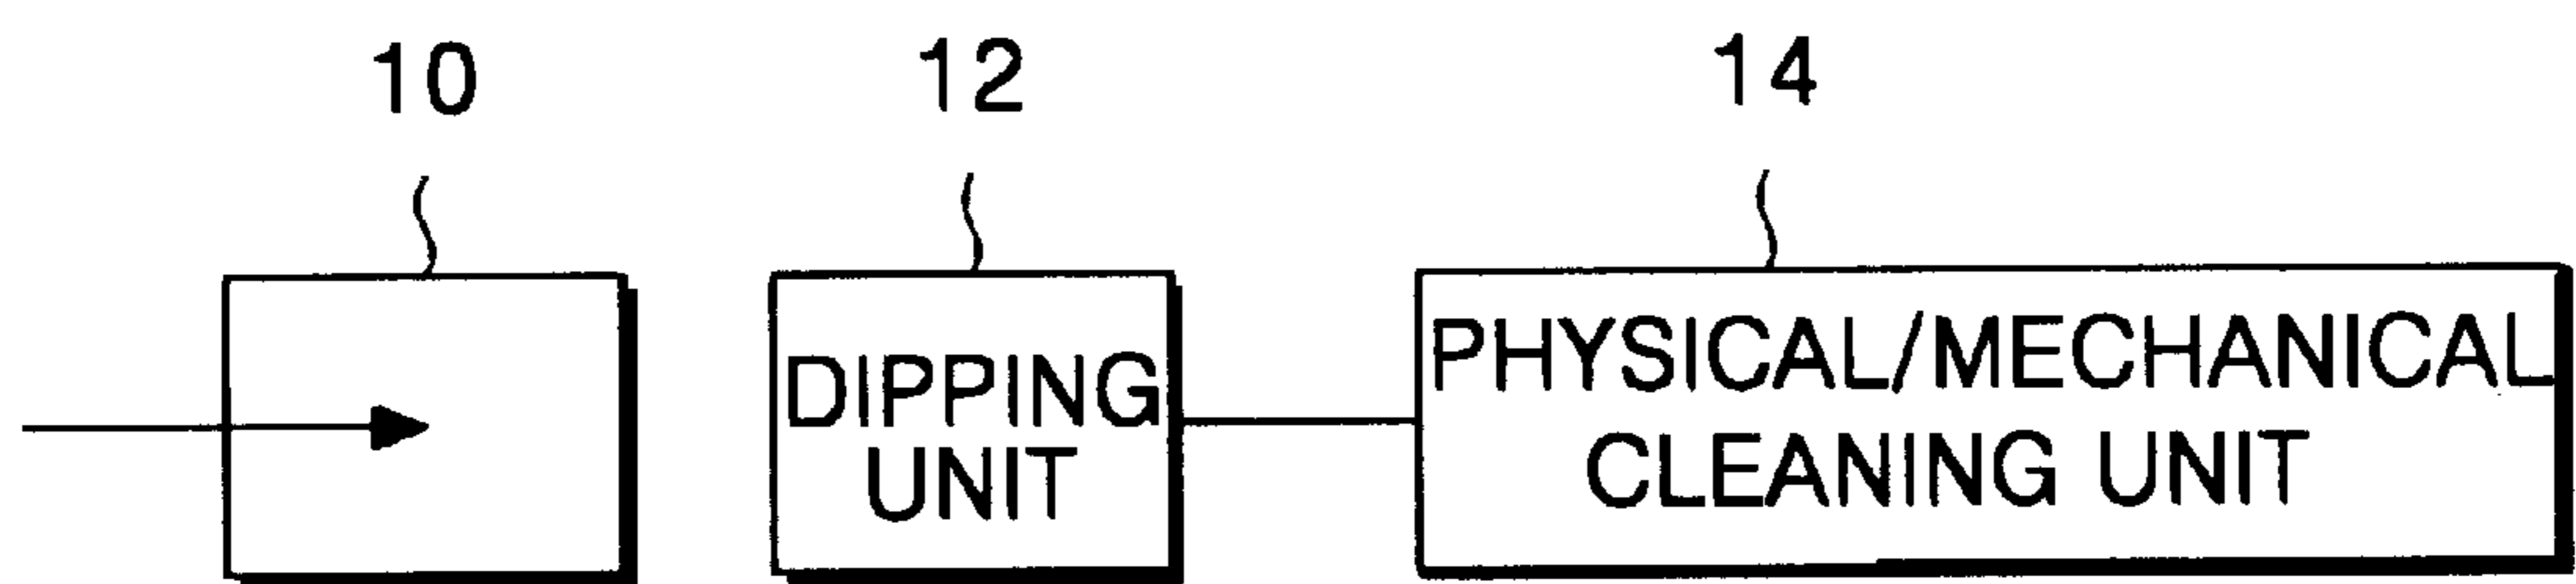 10 12 14
DIPPING UNIT
PHYSICAL/MECHANICAL
CLEANING UNIT